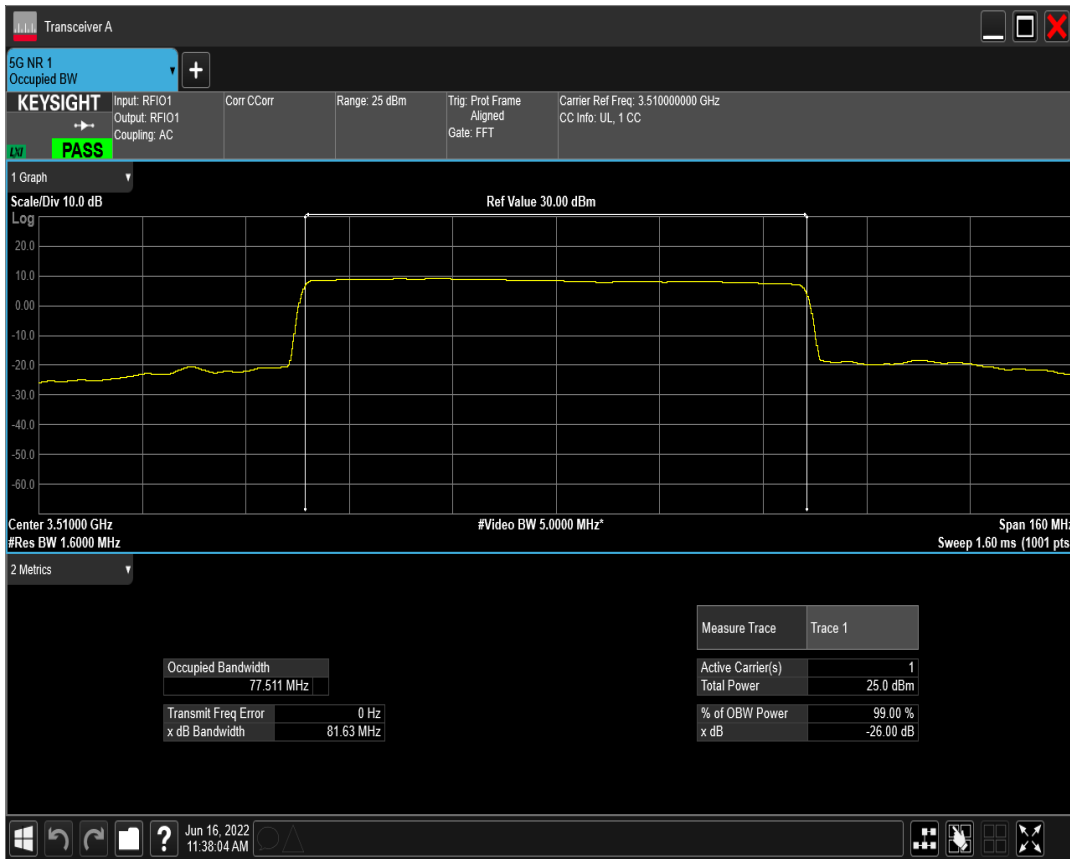 Transceiver A
5G NR 1
Occupied BW
KEYSIGHT
LXI
PASS
Input: RFIO1
Output: RFIO1
Coupling: AC
Corr CCorr
Range: 25 dBm
Trig: Prot Frame
Aligned
Gate: FFT
Carrier Ref Freq: 3.510000000 GHz
CC Info: UL, 1 CC
1 Graph
Scale/Div 10.0 dB
Ref Value 30.00 dBm
Log
20.0
10.0
0.00
-10.0
-20.0
-30.0
-40.0
-50.0
-60.0
Center 3.51000 GHz
#Video BW 5.0000 MHz*
Span 160 MHz
#Res BW 1.6000 MHz
Sweep 1.60 ms (1001 pts
2 Metrics
Measure Trace Trace 1
Occupied Bandwidth
77.511 MHz
Active Carrier(s) 1
Total Power 25.0 dBm
Transmit Freq Error 0 Hz
x dB Bandwidth 81.63 MHz
% of OBW Power 99.00 %
x dB -26.00 dB
?
Jun 16, 2022
11:38:04 AM